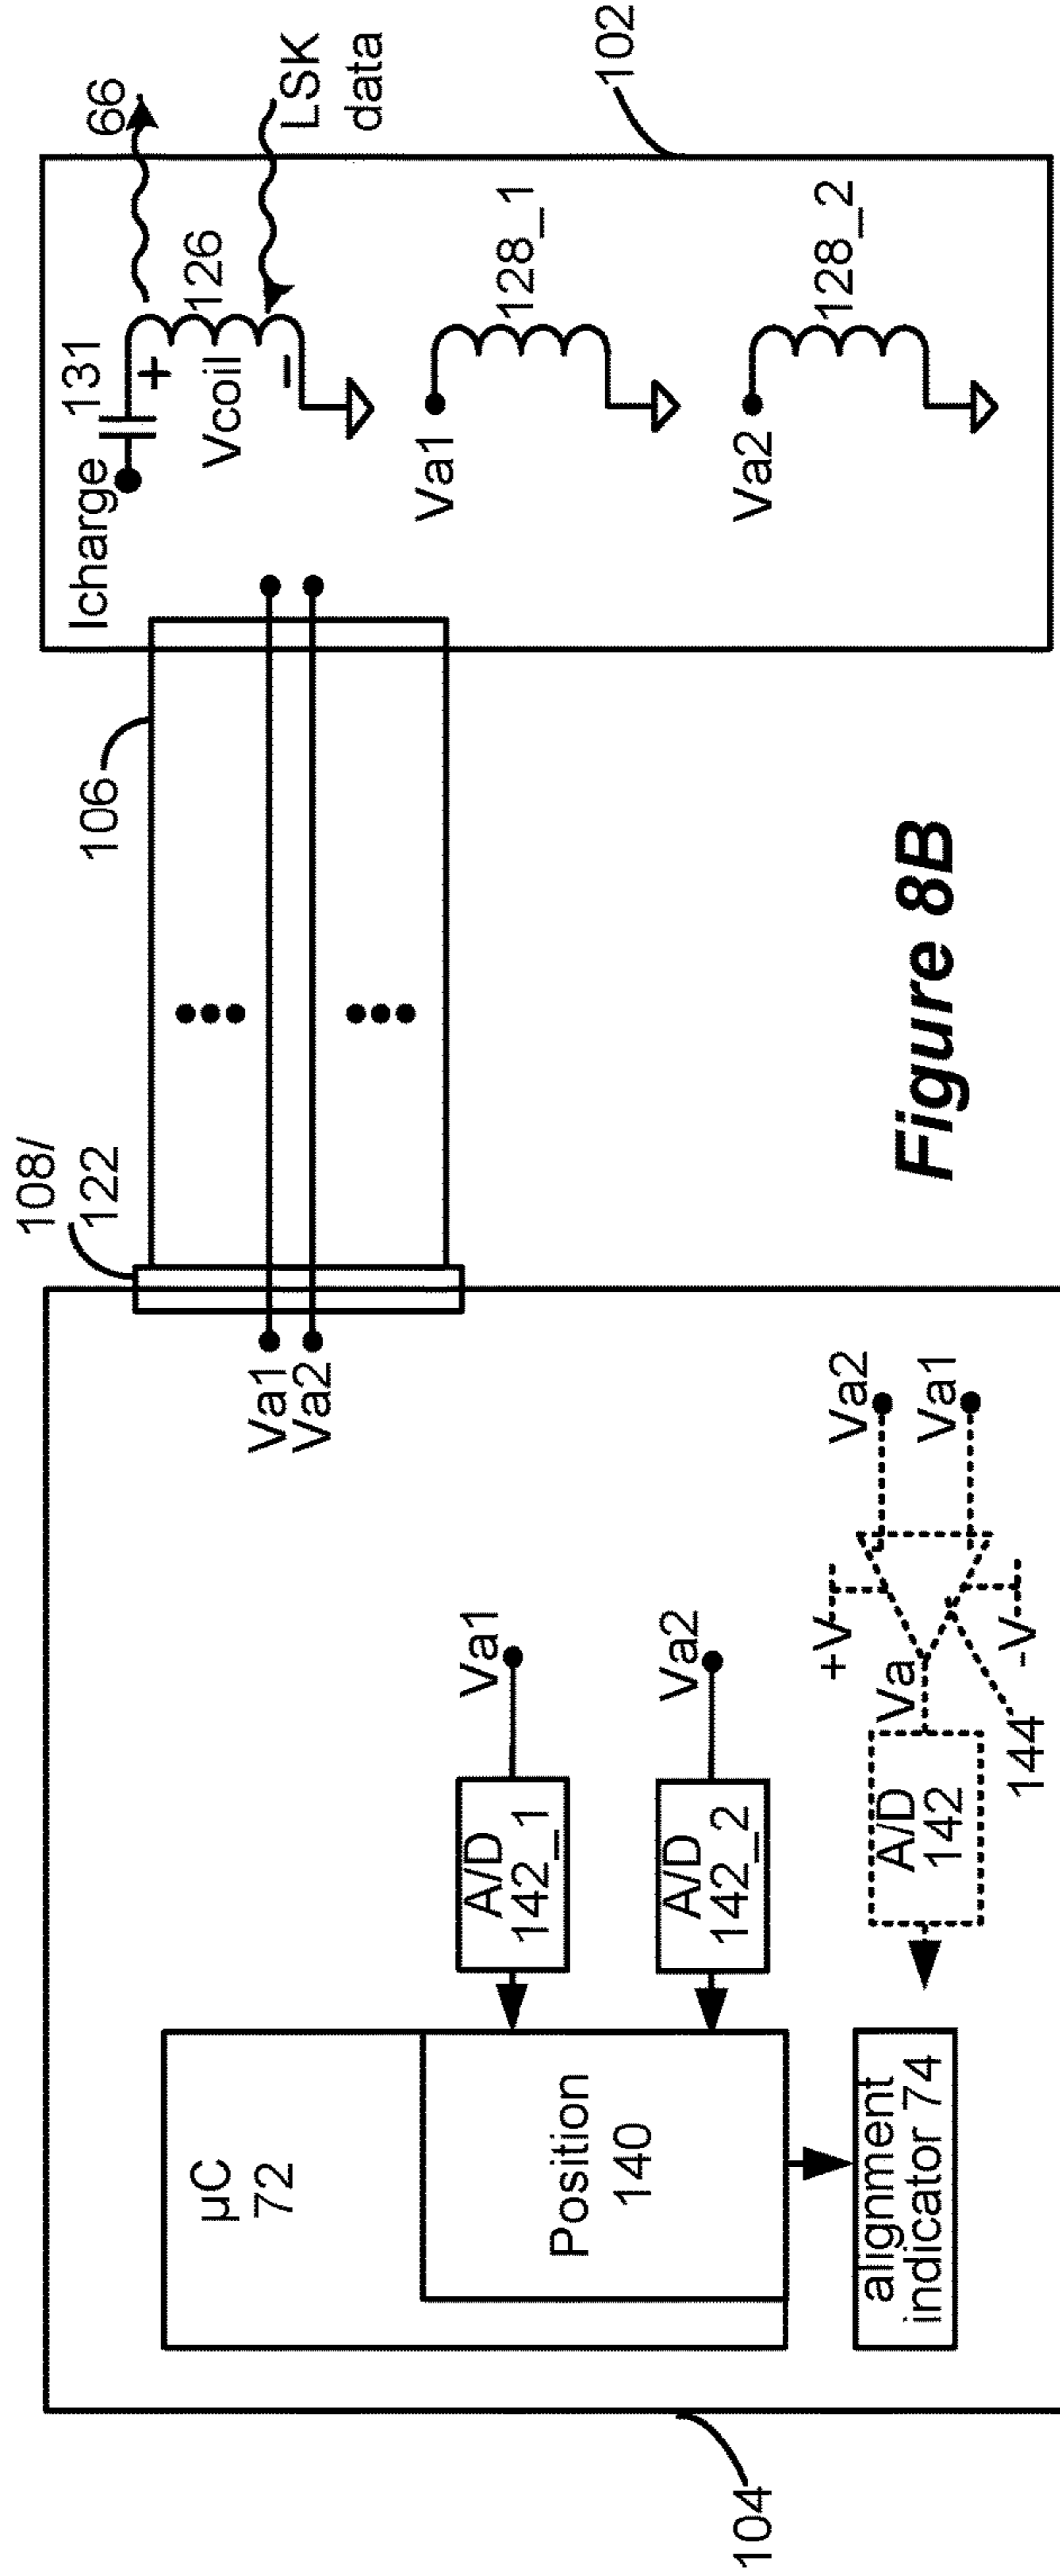 104
µC
72
Position
140
alignment
indicator 74
A/D
142_1
Va1
A/D
142_2
Va2
A/D
142
Va
+V
-V
144
Va2
Va1
Va1
Va2
108/
122
106
Icharge
131
+
Vcoil
−
126
66
LSK
data
Va1
128_1
Va2
128_2
102
Figure 8B